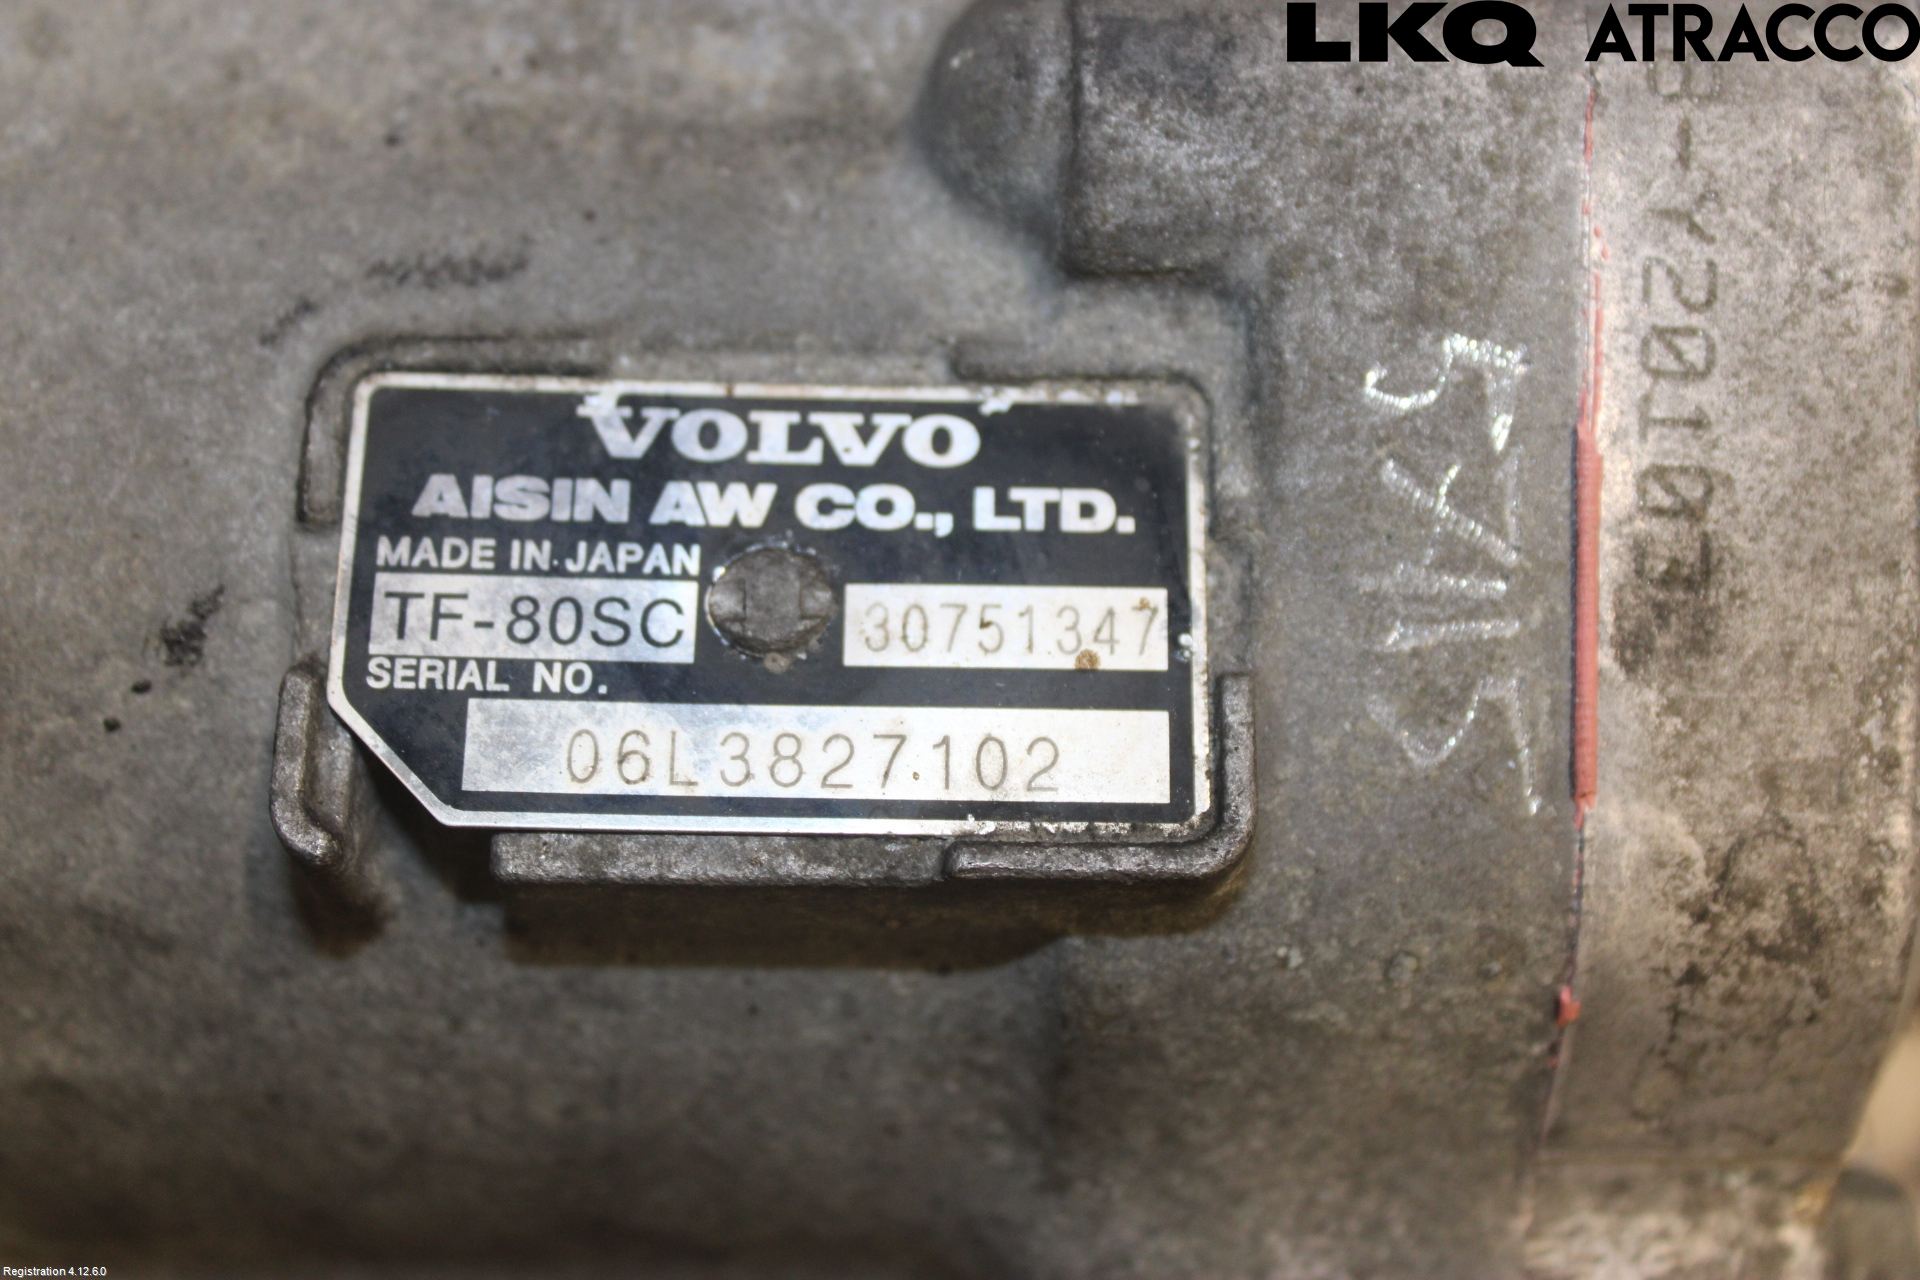 LKQ ATRACCO
VOLVO
AISIN AW CO., LTD.
MADE IN JAPAN
TF-80SC 30751347
SERIAL NO.
06L3827102
-Y20103
Registration 4.12.6.0